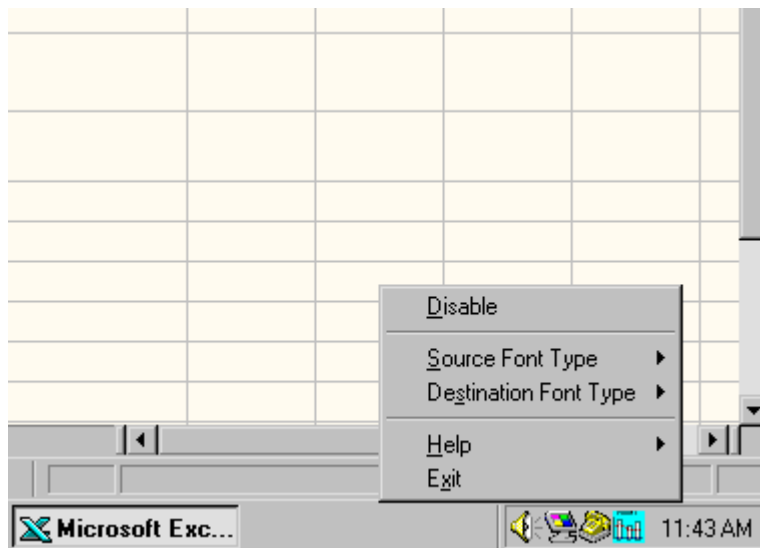 Disable
Source Font Type
Destination Font Type
Help
Exit
Microsoft Exc...
11:43 AM